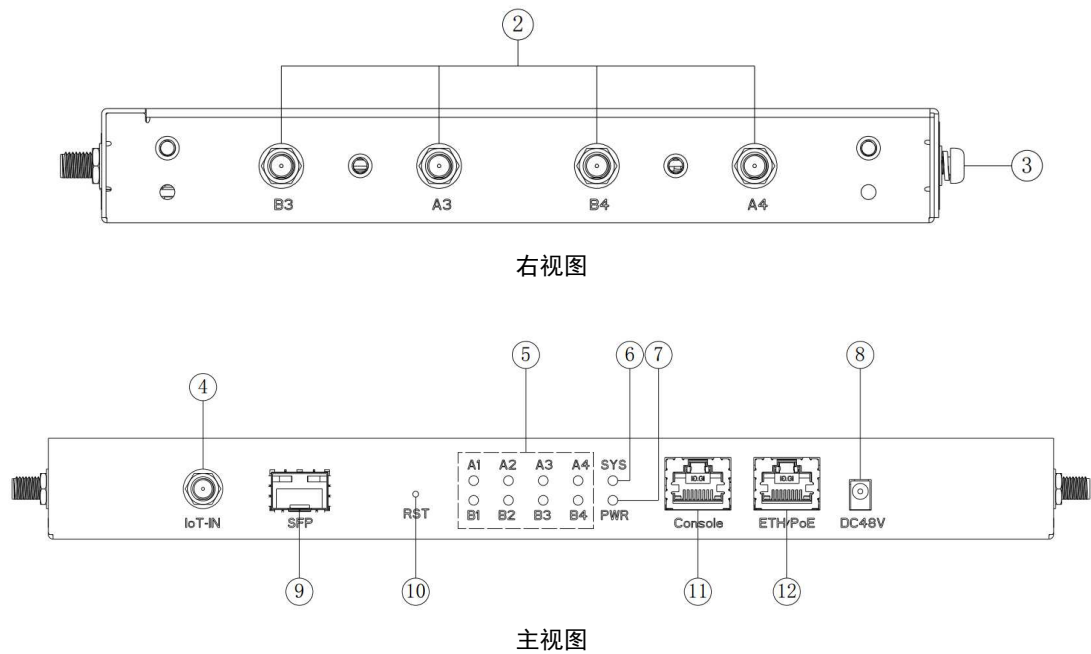 ②
③
B3 A3 B4 A4
右视图
⑤ ⑥ ⑦ ⑧
④
A1 A2 A3 A4 SYS
B1 B2 B3 B4 PWR
IoT-IN SFP RST Console ETH/PoE DC48V
⑨ ⑩ ⑪ ⑫
主视图